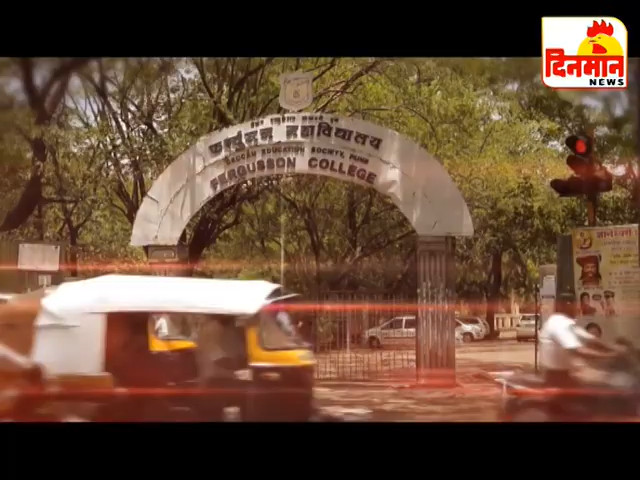 दिनमान
NEWS
फर्ग्युसन महाविद्यालय
DECCAN EDUCATION SOCIETY, PUNE
FERGUSSON COLLEGE